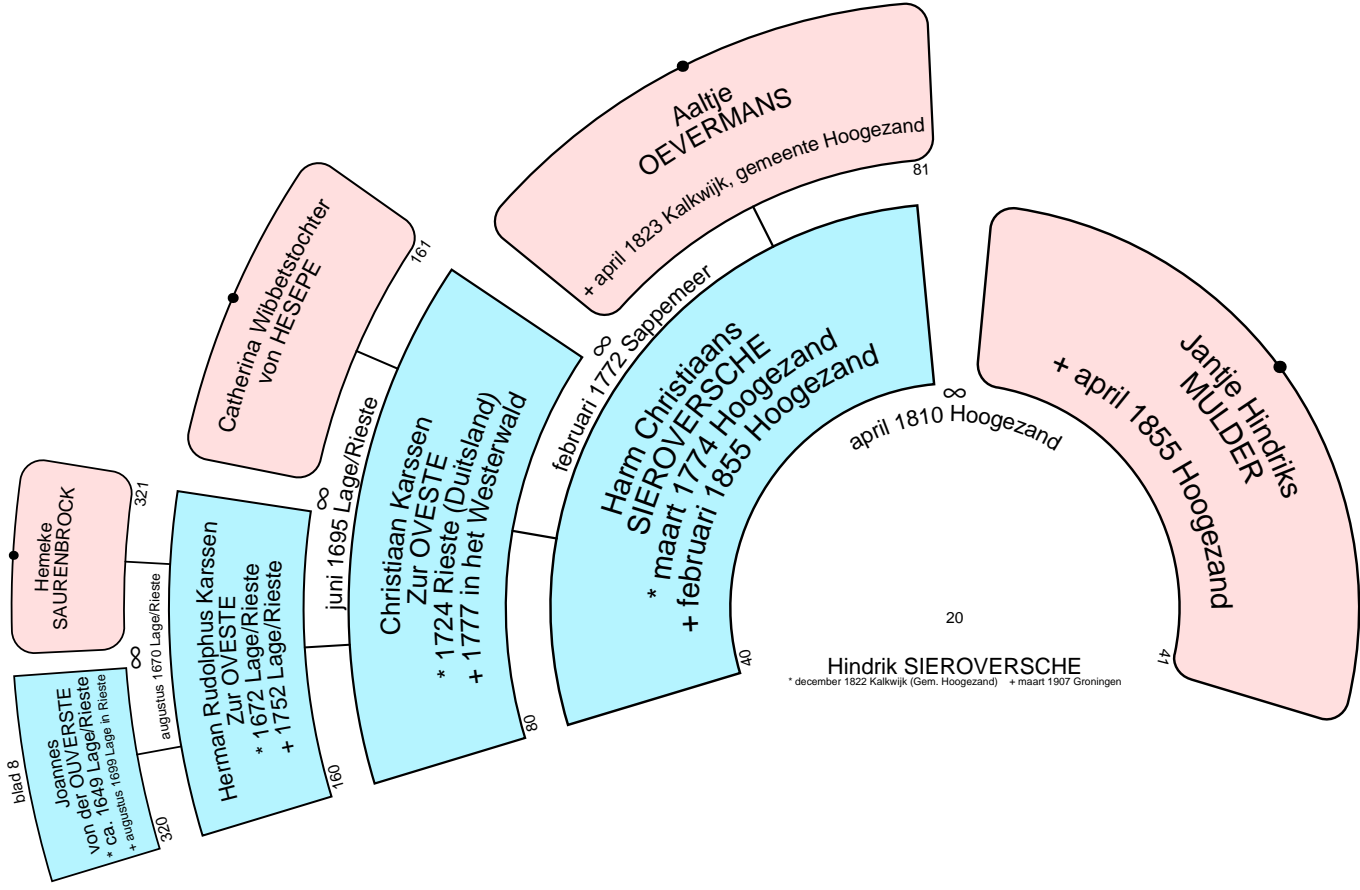 Aaltje
OEVERMANS
+ april 1823 Kalkwijk, gemeente Hoogezand
81
Catherina Wibbetstochter
von HESEPE
161
∞
februari 1772 Sappemeer
Harm Christiaans
SIEROVERSCHE
* maart 1774 Hoogezand
+ februari 1855 Hoogezand
40
∞
april 1810 Hoogezand
Jantje Hindriks
MULDER
+ april 1855 Hoogezand
41
Hemeke
SAURENBROCK
321
∞
juni 1695 Lage/Rieste
Christiaan Karssen
Zur OVESTE
* 1724 Rieste (Duitsland)
+ 1777 in het Westerwald
80
∞
augustus 1670 Lage/Rieste
Herman Rudolphus Karssen
Zur OVESTE
* 1672 Lage/Rieste
+ 1752 Lage/Rieste
160
blad 8
Joannes
von der OUVERSTE
* ca. 1649 Lage/Rieste
+ augustus 1699 Lage in Rieste
320
20
Hindrik SIEROVERSCHE
* december 1822 Kalkwijk (Gem. Hoogezand) + maart 1907 Groningen